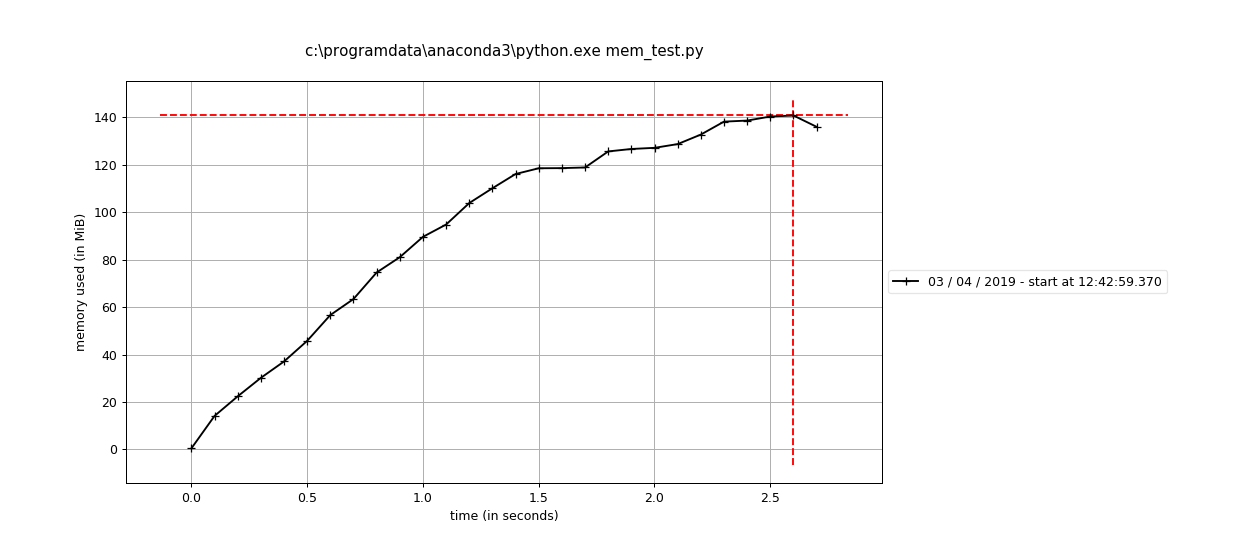 c:\programdata\anaconda3\python.exe mem_test.py
memory used (in MiB)
140
120
100
80
60
40
20
0
0.0 0.5 1.0 1.5 2.0 2.5
time (in seconds)
03 / 04 / 2019 - start at 12:42:59.370